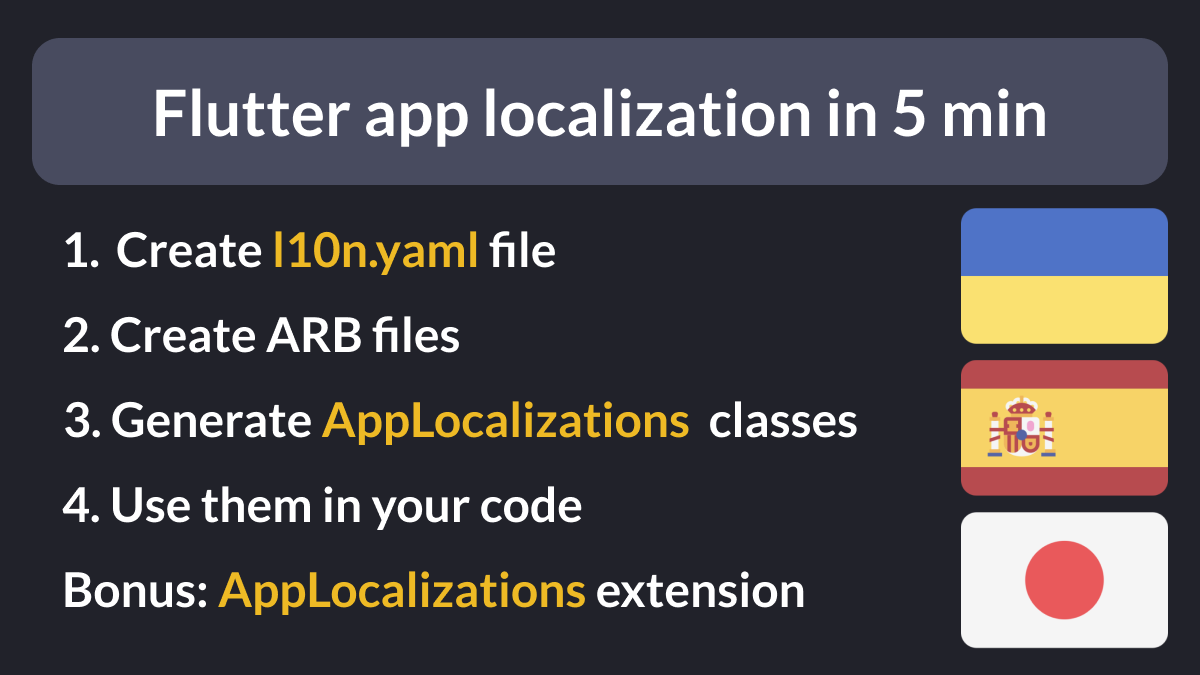 Flutter app localization in 5 min
1. Create l10n.yaml file
2. Create ARB files
3. Generate AppLocalizations classes
4. Use them in your code
Bonus: AppLocalizations extension